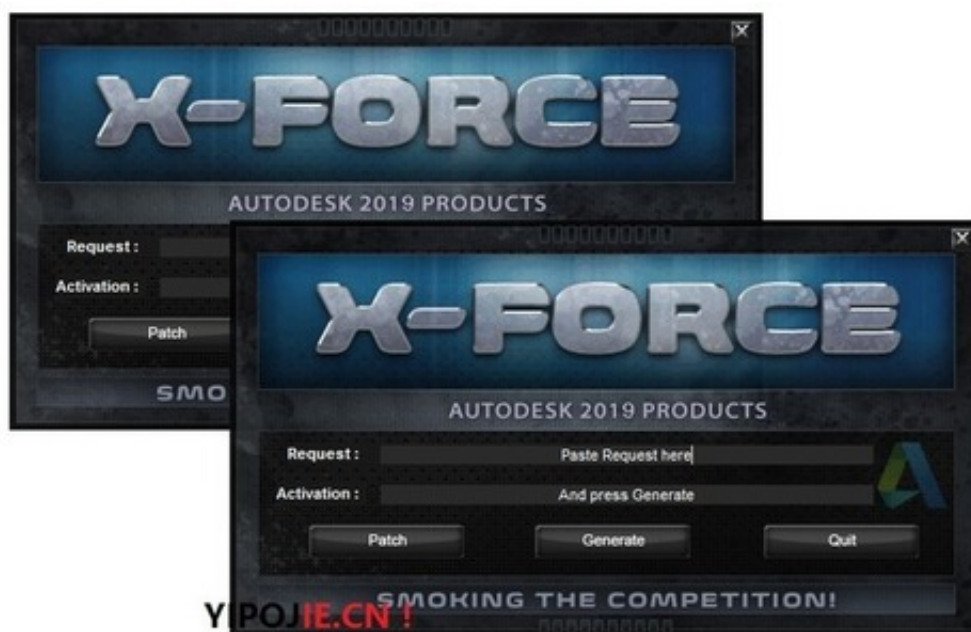 X-FORCE
AUTODESK 2019 PRODUCTS
Request :
Activation :
Patch
SMO
X-FORCE
AUTODESK 2019 PRODUCTS
Request : Paste Request here
Activation : And press Generate
Patch Generate Quit
SMOKING THE COMPETITION!
YIPOJIE.CN !